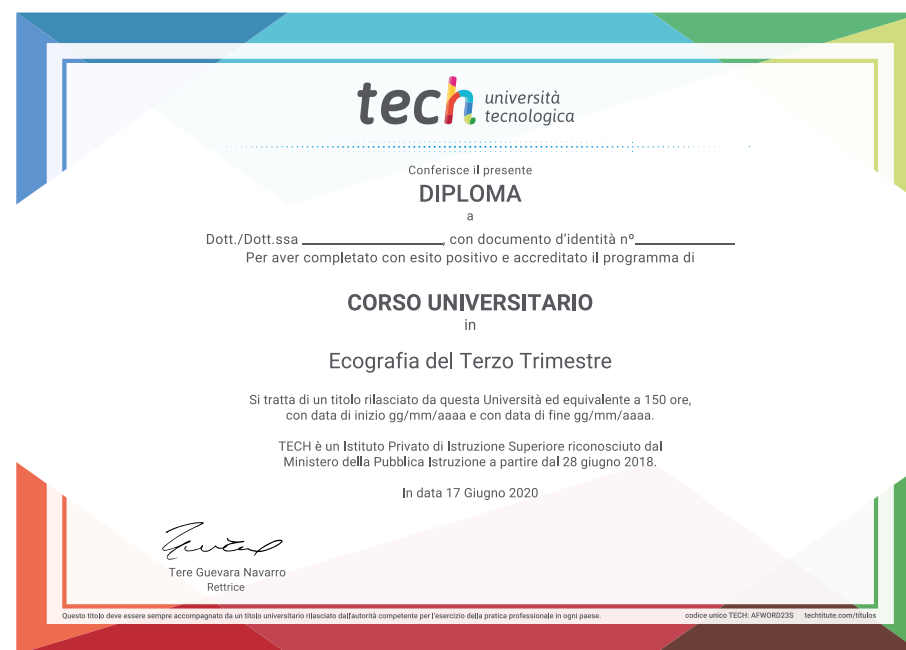 tech università
tecnologica
Conferisce il presente
DIPLOMA
a
Dott./Dott.ssa ____________________, con documento d'identità nº______________
Per aver completato con esito positivo e accreditato il programma di
CORSO UNIVERSITARIO
in
Ecografia del Terzo Trimestre
Si tratta di un titolo rilasciato da questa Università ed equivalente a 150 ore,
con data di inizio gg/mm/aaaa e con data di fine gg/mm/aaaa.
TECH è un Istituto Privato di Istruzione Superiore riconosciuto dal
Ministero della Pubblica Istruzione a partire dal 28 giugno 2018.
In data 17 Giugno 2020
Tere Guevara Navarro
Rettrice
Questo titolo deve essere sempre accompagnato da un titolo universitario rilasciato dall'autorità competente per l'esercizio della pratica professionale in ogni paese. codice unico TECH: AFWORD23S techtitute.com/títulos